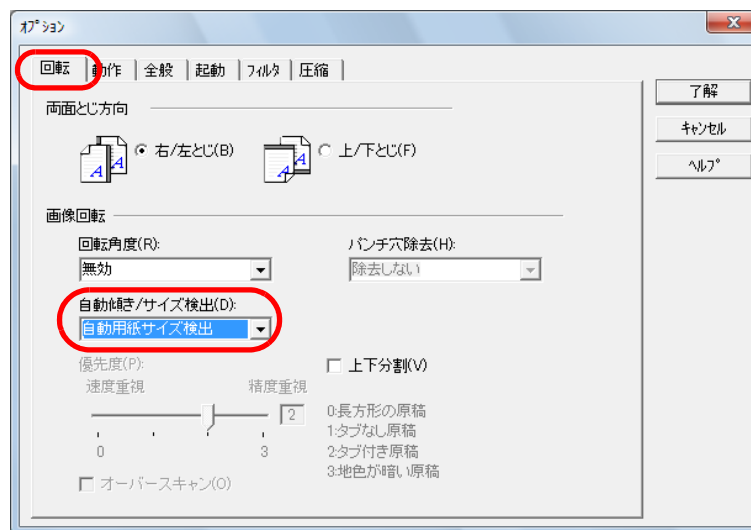 オプション
回転 動作 全般 起動 フィルタ 圧縮
了解
キャンセル
ヘルプ
両面とじ方向
右/左とじ(B) 上/下とじ(F)
画像回転
回転角度(R): パンチ穴除去(H):
無効 除去しない
自動傾き/サイズ検出(D):
自動用紙サイズ検出
優先度(P): 上下分割(V)
速度重視 精度重視
2
0 3
0:長方形の原稿
1:タブなし原稿
2:タブ付き原稿
3:地色が暗い原稿
オーバースキャン(O)